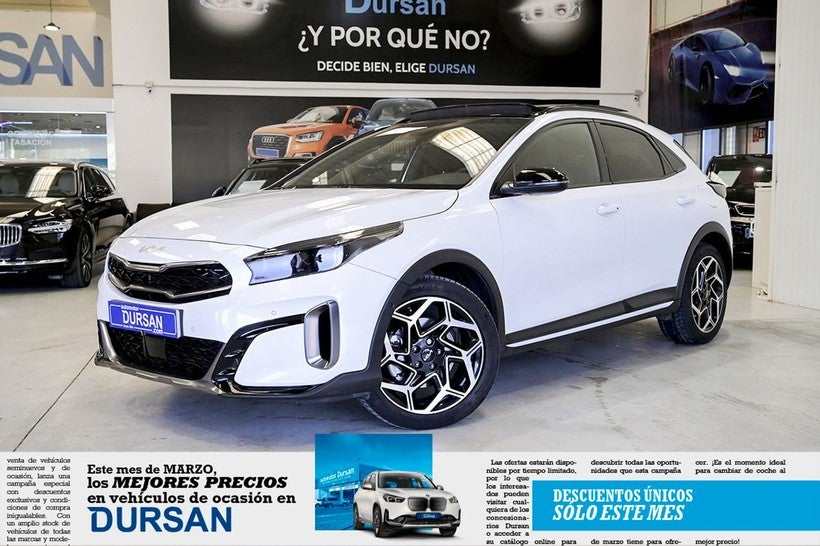 Dursan
¿Y POR QUÉ NO?
DECIDE BIEN, ELIGE DURSAN
SAN
TASACIÓN
KIA
DURSAN
.com
venta de vehículos
seminuevos y de
ocasión, lanza una
campaña especial
con descuentos
exclusivos y condi-
ciones de compra
inigualables. Con
un amplio stock de
vehículos de todas
las marcas y mode-
Este mes de MARZO,
los MEJORES PRECIOS
en vehículos de ocasión en
DURSAN
Dursan
Las ofertas estarán dispo-
nibles por tiempo limitado,
por lo que
los interesa-
dos pueden
visitar cual-
quiera de los
concesiona-
rios Dursan
o acceder a
su catálogo online para
descubrir todas las oportu-
nidades que esta campaña
de marzo tiene para ofre-
cer. ¡Es el momento ideal
para cambiar de coche al
mejor precio!
DESCUENTOS ÚNICOS
SÓLO ESTE MES